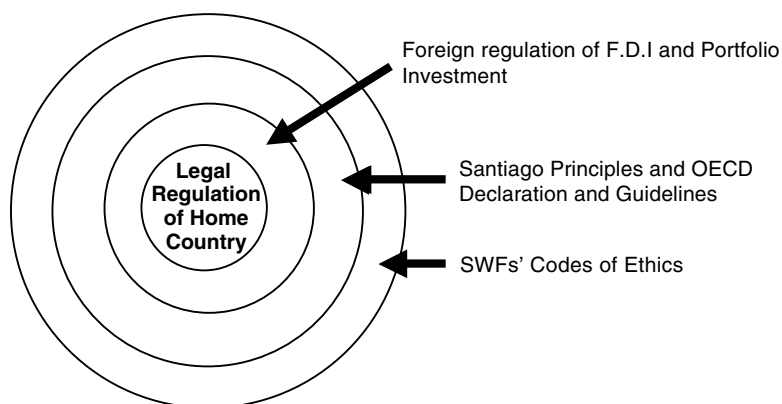 Foreign regulation of F.D.I and Portfolio
Investment
Legal
Regulation
of Home
Country
Santiago Principles and OECD
Declaration and Guidelines
SWFs’ Codes of Ethics